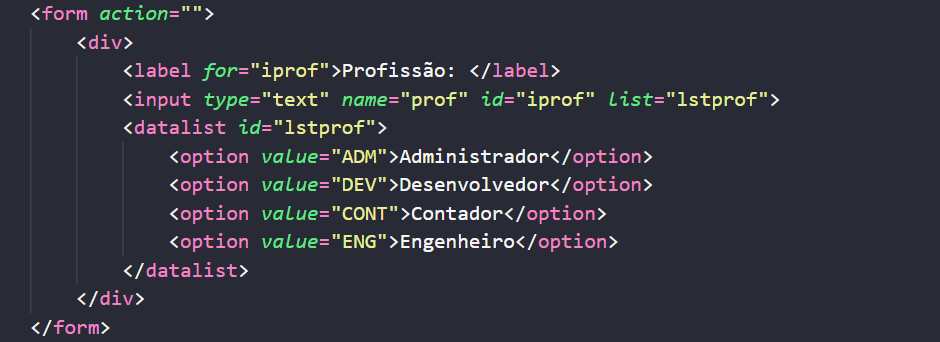 <form action="">
<div>
<label for="iprof">Profissão: </label>
<input type="text" name="prof" id="iprof" list="lstprof">
<datalist id="lstprof">
<option value="ADM">Administrador</option>
<option value="DEV">Desenvolvedor</option>
<option value="CONT">Contador</option>
<option value="ENG">Engenheiro</option>
</datalist>
</div>
</form>